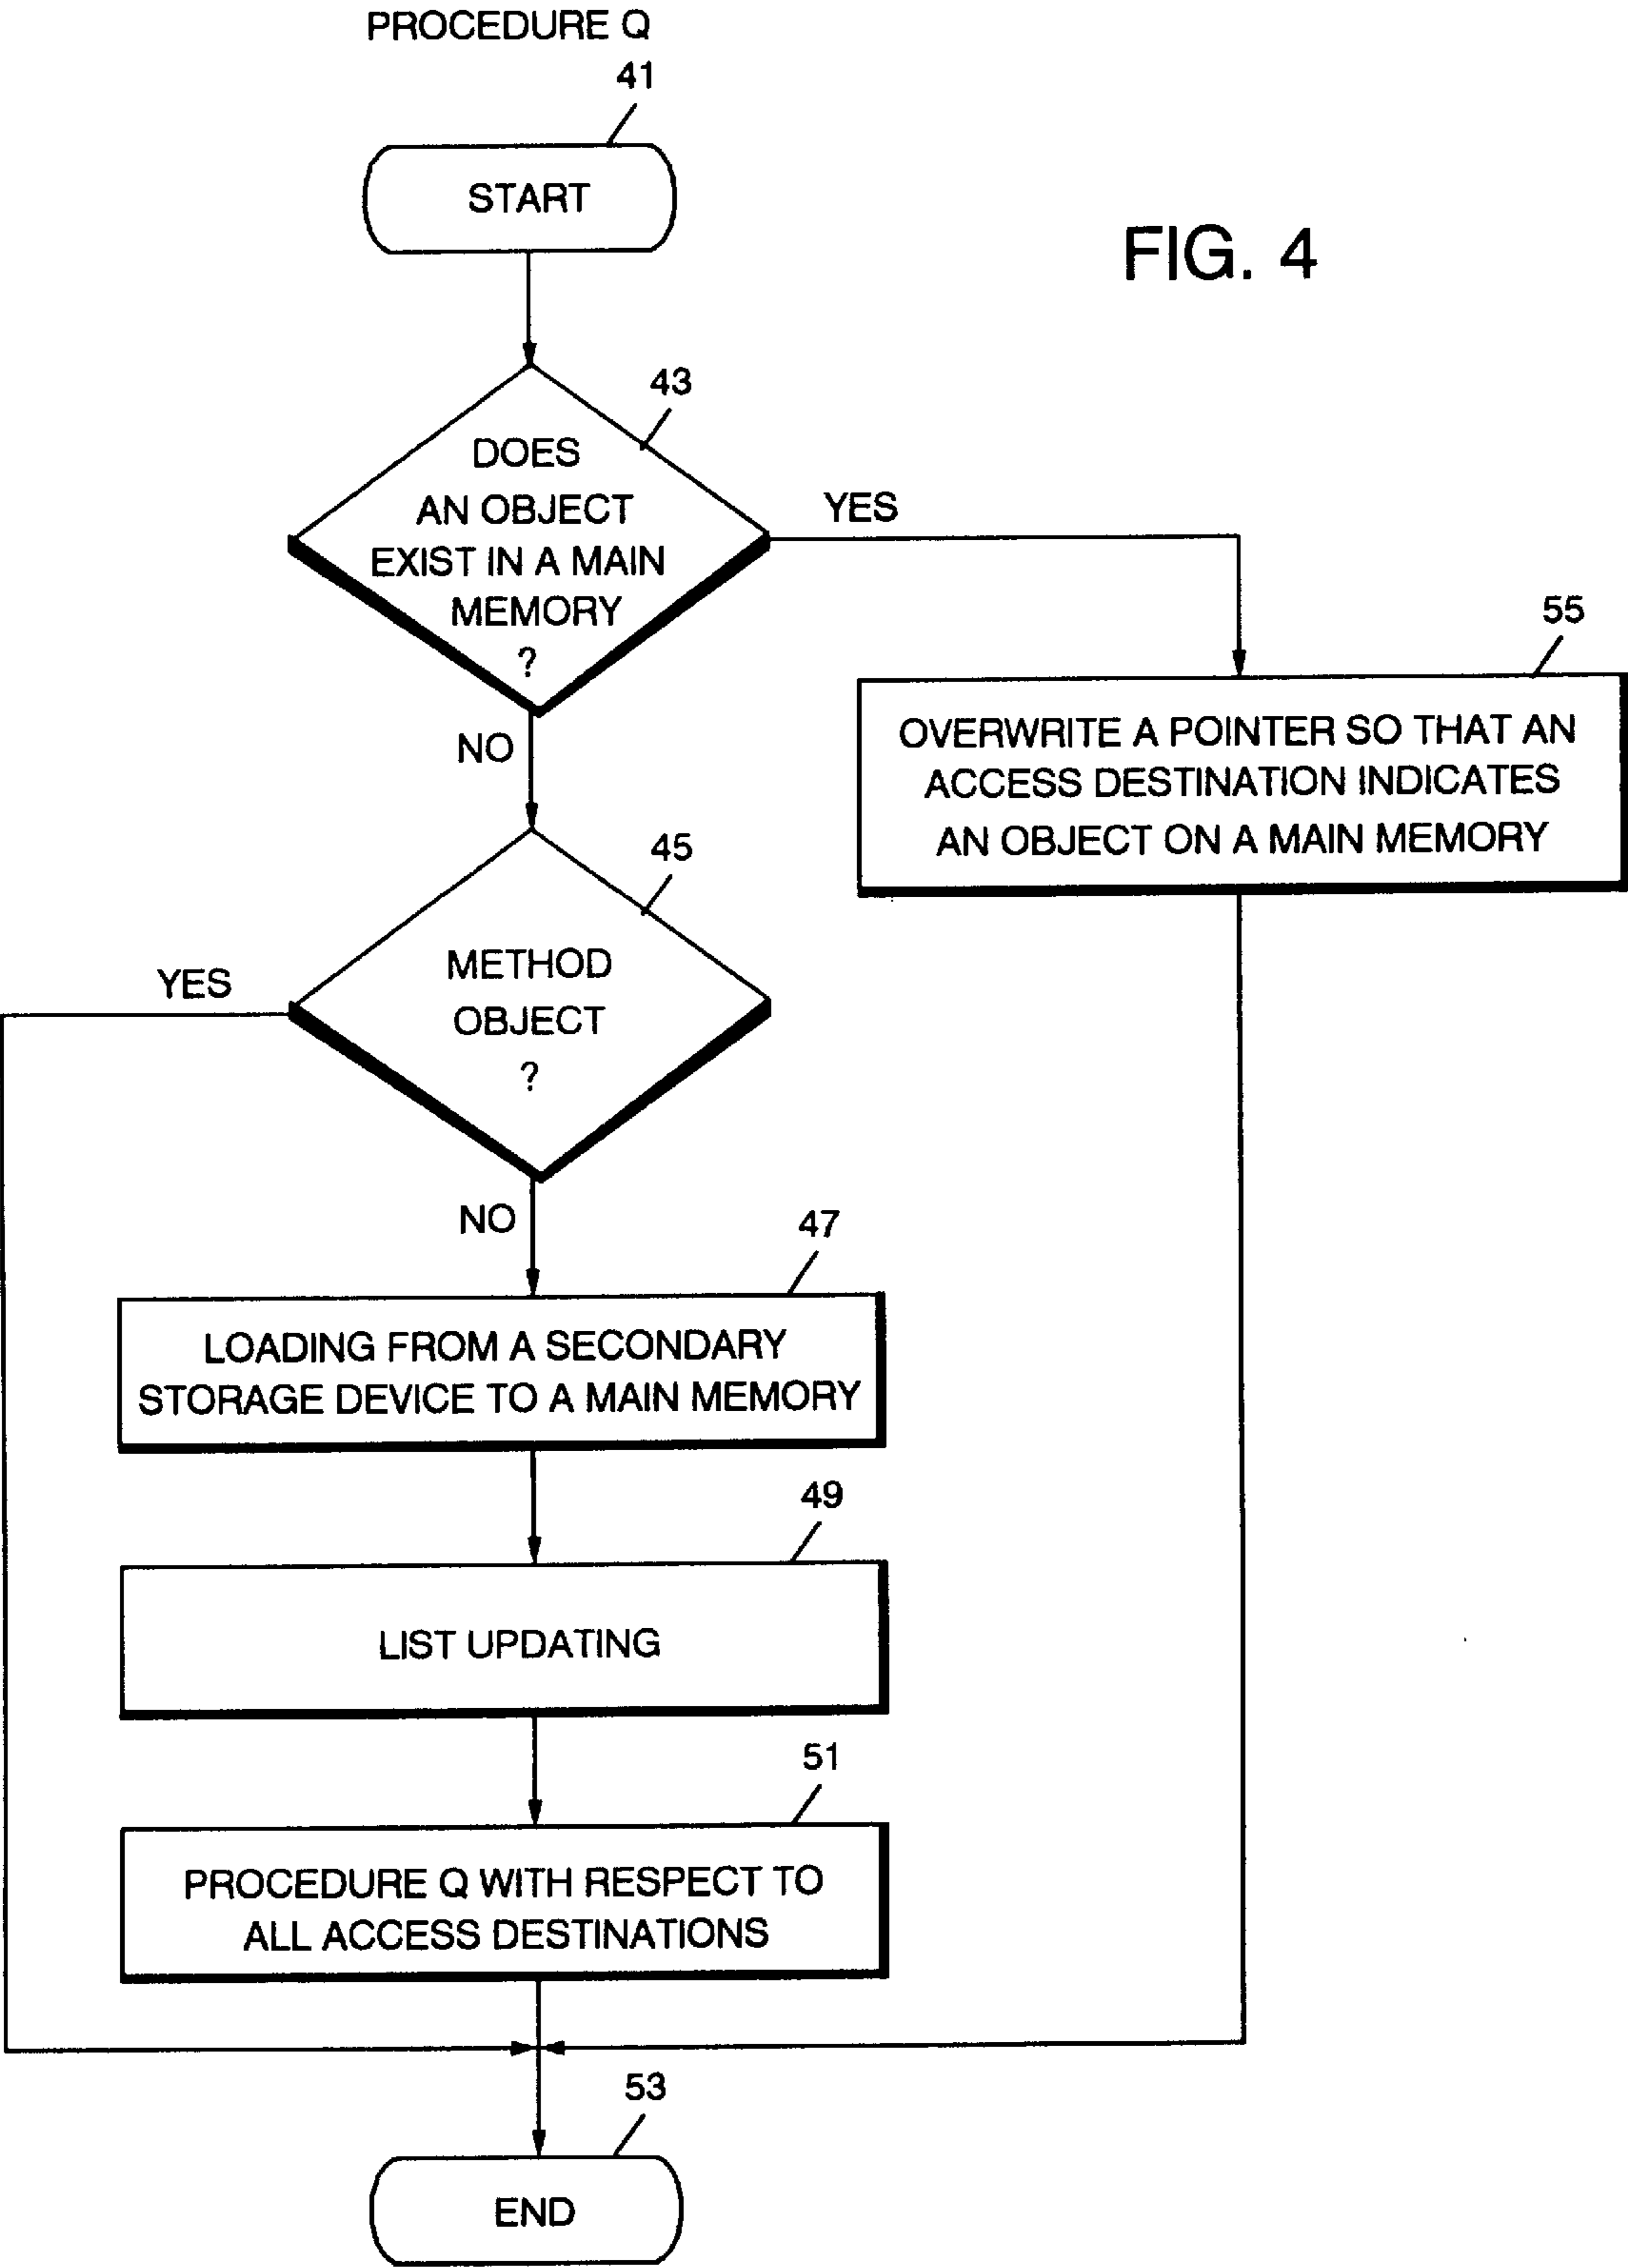 PROCEDURE Q
41
START
FIG. 4
43
DOES
AN OBJECT
EXIST IN A MAIN
MEMORY
?
YES
NO
55
OVERWRITE A POINTER SO THAT AN
ACCESS DESTINATION INDICATES
AN OBJECT ON A MAIN MEMORY
45
METHOD
OBJECT
?
YES
NO
47
LOADING FROM A SECONDARY
STORAGE DEVICE TO A MAIN MEMORY
49
LIST UPDATING
51
PROCEDURE Q WITH RESPECT TO
ALL ACCESS DESTINATIONS
53
END